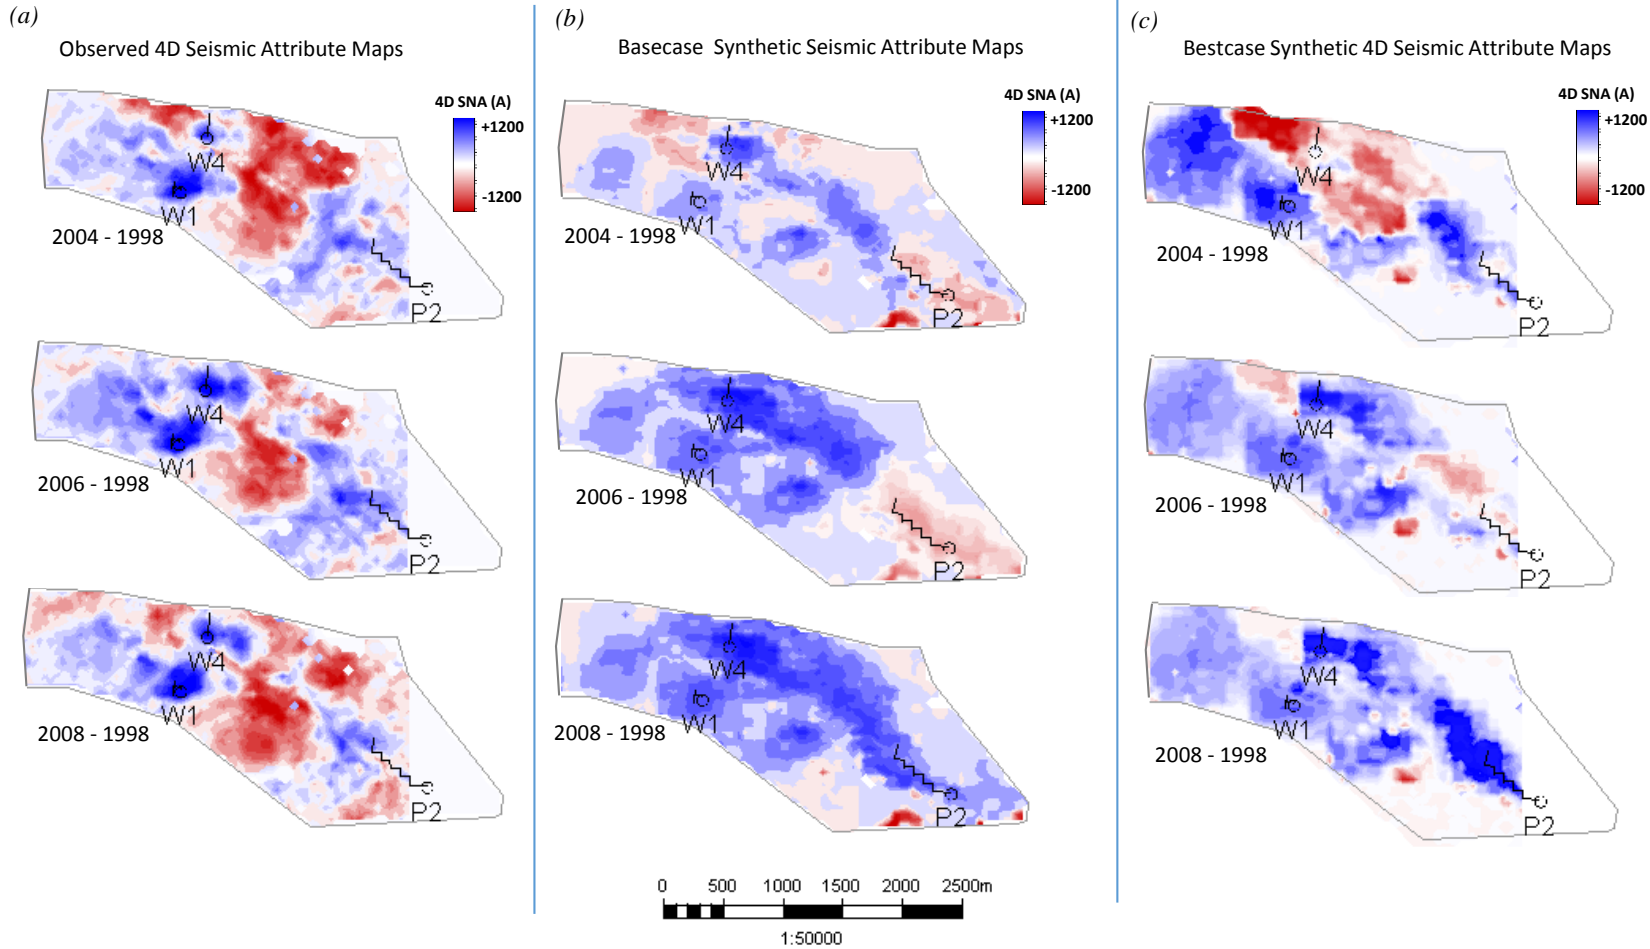 (a)
Observed 4D Seismic Attribute Maps
4D SNA (A)
+1200
-1200
W4
W1
2004 - 1998
P2
W4
W1
2006 - 1998
P2
W4
W1
2008 - 1998
P2
(b)
Basecase  Synthetic Seismic Attribute Maps
4D SNA (A)
+1200
-1200
W4
W1
2004 - 1998
P2
W4
W1
2006 - 1998
P2
W4
W1
2008 - 1998
P2
0 500 1000 1500 2000 2500m
1:50000
(c)
Bestcase Synthetic 4D Seismic Attribute Maps
4D SNA (A)
+1200
-1200
W4
W1
2004 - 1998
P2
W4
W1
2006 - 1998
P2
W4
W1
2008 - 1998
P2